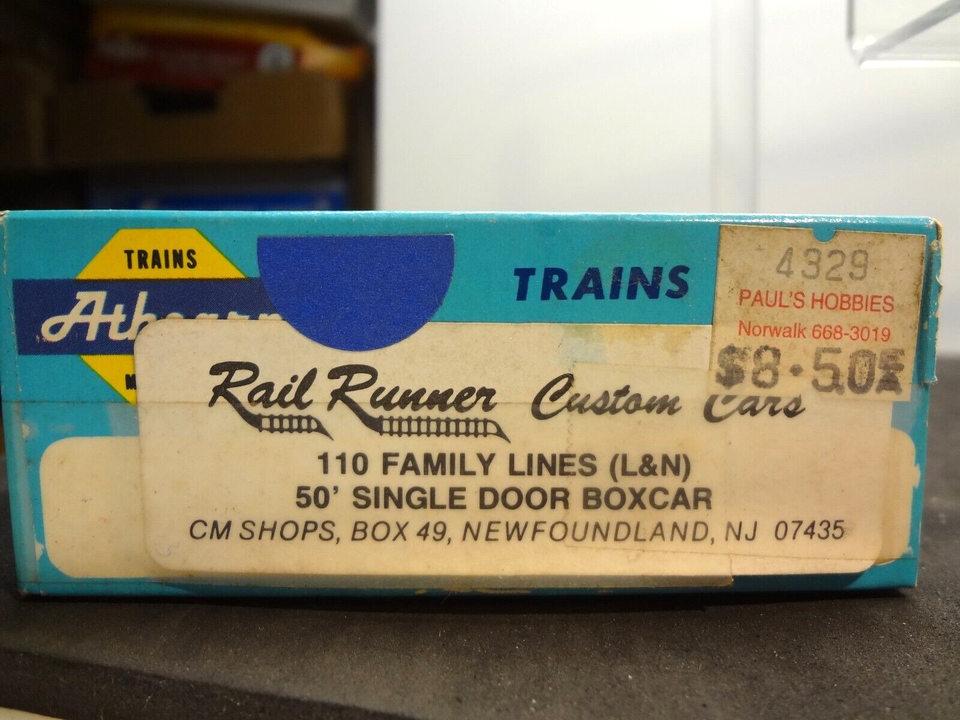 TRAINS
Athearn
TRAINS
4329
PAUL'S HOBBIES
Norwalk 668-3019
$8.50
Rail Runner Custom Cars
110 FAMILY LINES (L&N)
50' SINGLE DOOR BOXCAR
CM SHOPS, BOX 49, NEWFOUNDLAND, NJ 07435